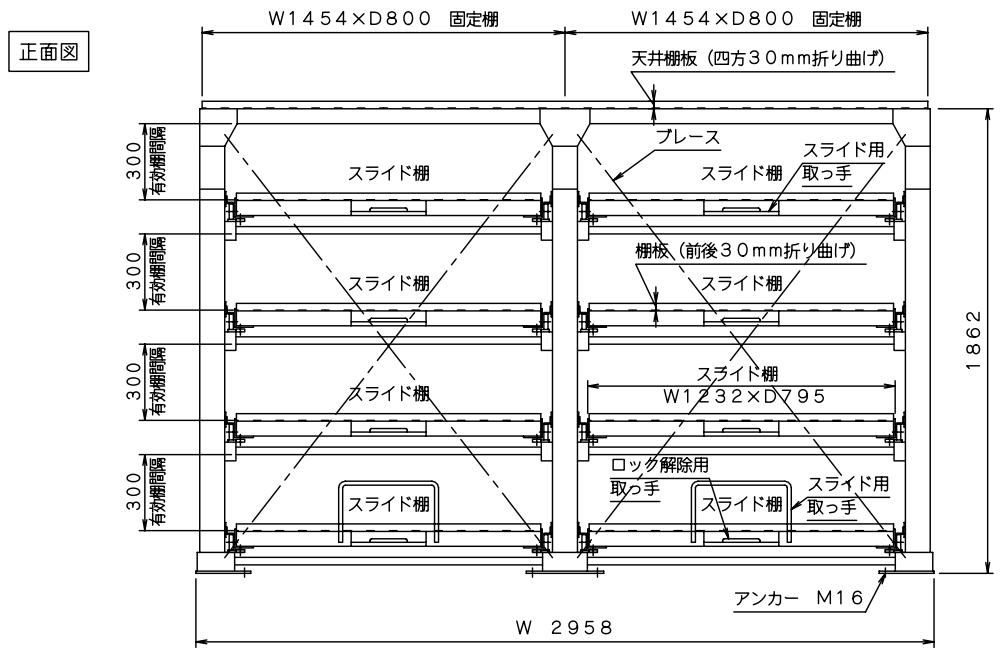 正面図
W1454×D800 固定棚
W1454×D800 固定棚
天井棚板（四方30mm折り曲げ）
ブレース
スライド用
取っ手
300
有効棚間隔
スライド棚
スライド棚
棚板（前後30mm折り曲げ）
300
有効棚間隔
スライド棚
スライド棚
1862
300
有効棚間隔
スライド棚
スライド棚
W1232×D795
ロック解除用
取っ手
スライド用
取っ手
300
有効棚間隔
スライド棚
スライド棚
アンカー M16
W 2958